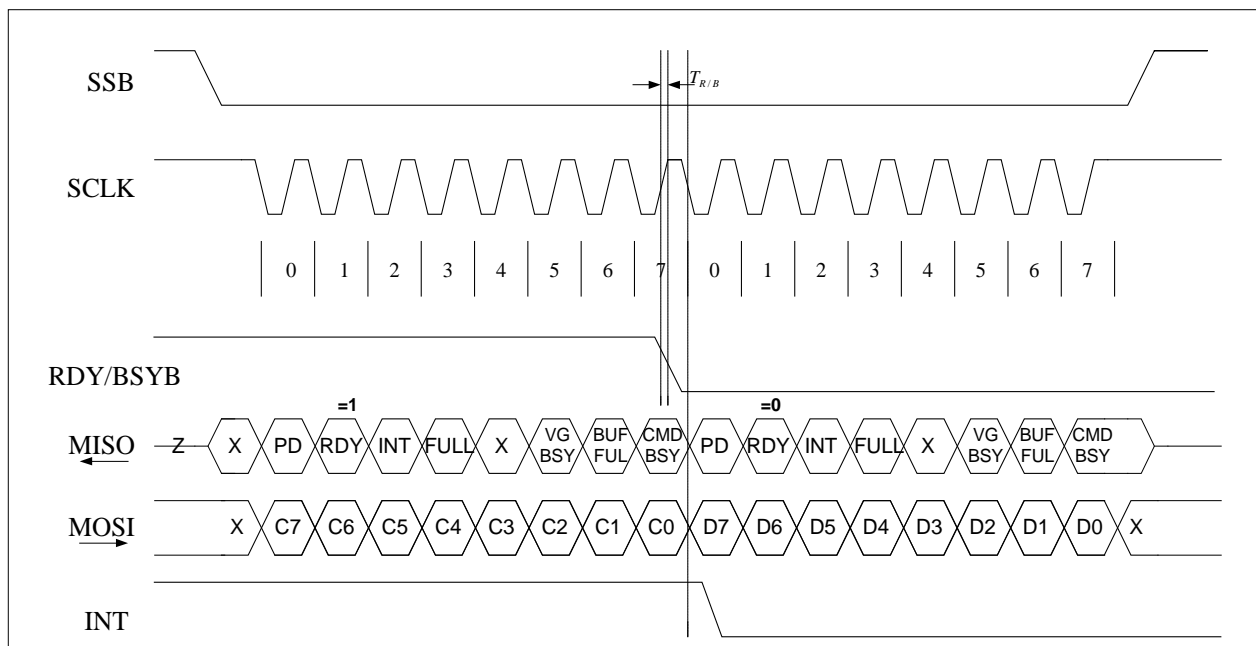 SSB
T R/B
SCLK
0 1 2 3 4 5 6 7 0 1 2 3 4 5 6 7
RDY/BSYB
=1 =0
MISO Z X PD RDY INT FULL X VG BSY BUF FUL CMD BSY PD RDY INT FULL X VG BSY BUF FUL CMD BSY
MOSI X C7 C6 C5 C4 C3 C2 C1 C0 D7 D6 D5 D4 D3 D2 D1 D0 X
INT